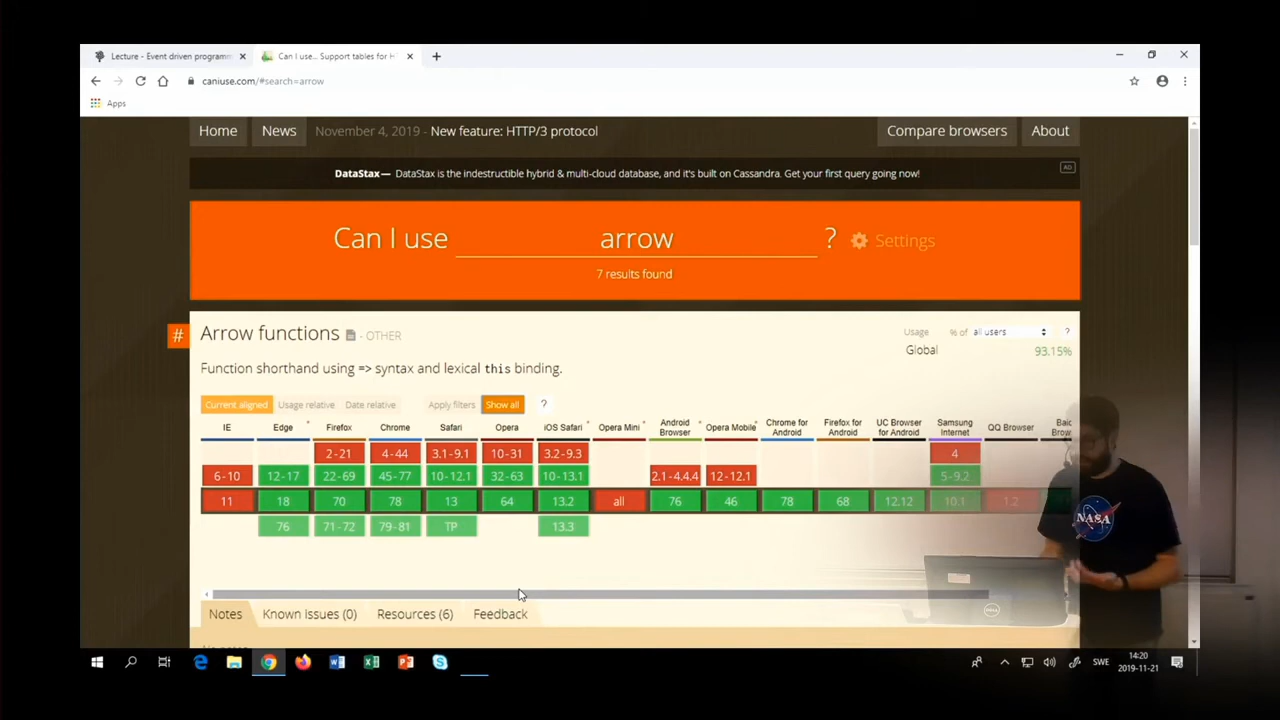 Lecture - Event driven programm
Can I use... Support tables for H
caniuse.com/#search=arrow
Apps
Home
News
November 4, 2019 - New feature: HTTP/3 protocol
Compare browsers
About
DataStax— DataStax is the indestructible hybrid & multi-cloud database, and it's built on Cassandra. Get your first query going now!
AD
Can I use arrow ? Settings
7 results found
# Arrow functions - OTHER
Usage % of all users ?
Global 93.15%
Function shorthand using => syntax and lexical this binding.
Current aligned Usage relative Date relative Apply filters Show all ?
IE Edge * Firefox Chrome Safari Opera iOS Safari * Opera Mini * Android Browser * Opera Mobile * Chrome for Android Firefox for Android UC Browser for Android Samsung Internet QQ Browser Brow
2-21 4-44 3.1-9.1 10-31 3.2-9.3 4
6-10 12-17 22-69 45-77 10-12.1 32-63 10-13.1 2.1-4.4.4 12-12.1 5-9.2
11 18 70 78 13 64 13.2 all 76 46 78 68 12.12 10.1 1.2
76 71-72 79-81 TP 13.3
Notes Known issues (0) Resources (6) Feedback
NASA
DELL
SWE
14:20
2019-11-21